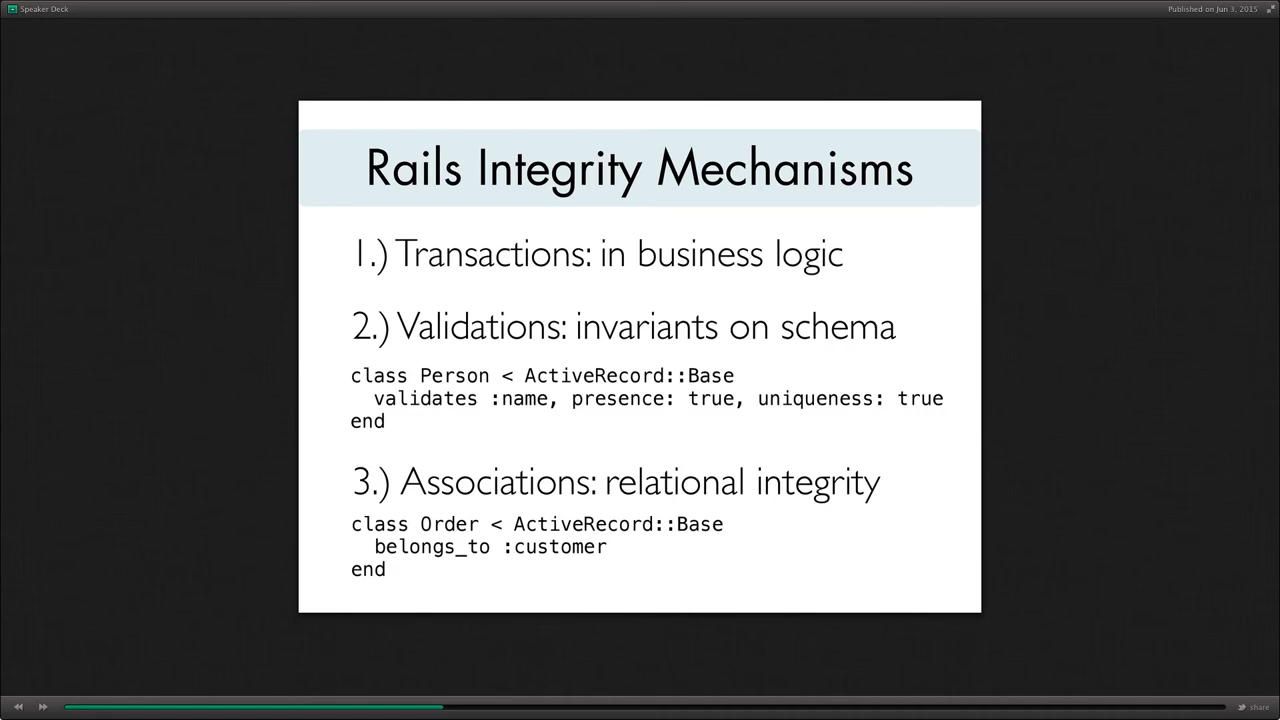 Speaker Deck
Published on Jun 3, 2015
Rails Integrity Mechanisms
1.) Transactions: in business logic
2.) Validations: invariants on schema
class Person < ActiveRecord::Base
  validates :name, presence: true, uniqueness: true
end
3.) Associations: relational integrity
class Order < ActiveRecord::Base
  belongs_to :customer
end
share